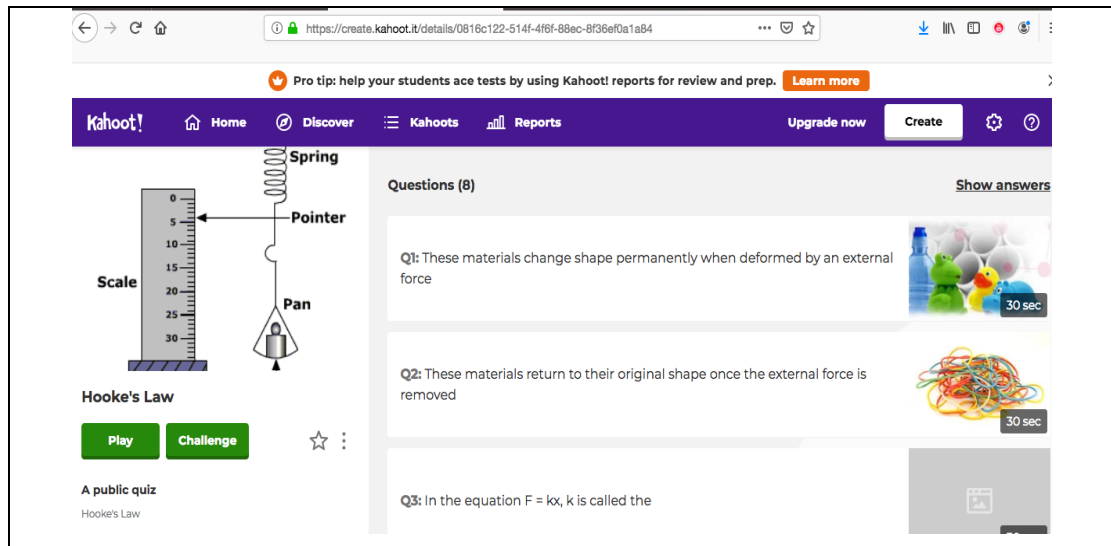 https://create.kahoot.it/details/0816c122-514f-4f6f-88ec-8f36ef0a1a84
Pro tip: help your students ace tests by using Kahoot! reports for review and prep. Learn more
Kahoot! Home Discover Kahoots Reports Upgrade now Create
Spring
Pointer
Scale
Pan
0
5
10
15
20
25
30
Hooke's Law
Play Challenge
A public quiz
Hooke's Law
Questions (8) Show answers
Q1: These materials change shape permanently when deformed by an external
force
30 sec
Q2: These materials return to their original shape once the external force is
removed
30 sec
Q3: In the equation F = kx, k is called the